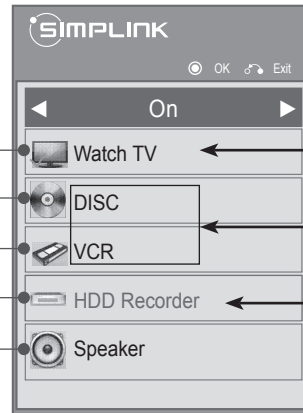 SIMPLINK
OK Exit
On
Watch TV
DISC
VCR
HDD Recorder
Speaker